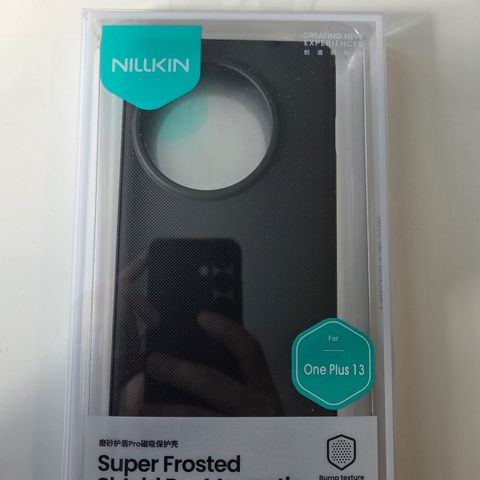 NILLKIN
CREATING NEW
EXPERIENCES
For
One Plus 13
磨砂护盾Pro磁吸保护壳
Super Frosted
Bump texture